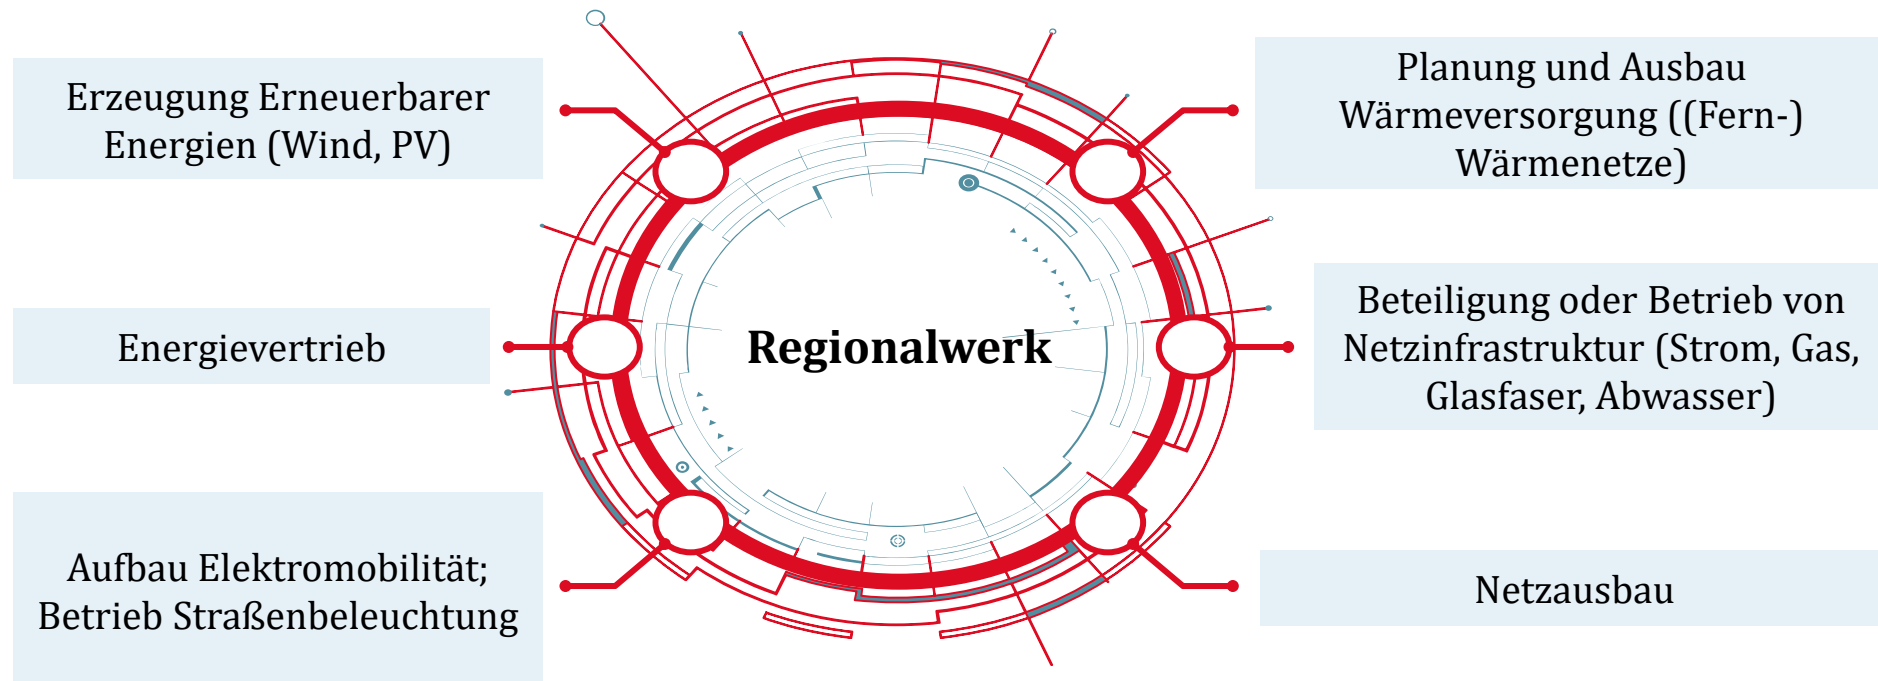 Erzeugung Erneuerbarer
Energien (Wind, PV)
Energievertrieb
Aufbau Elektromobilität;
Betrieb Straßenbeleuchtung
Regionalwerk
Planung und Ausbau
Wärmeversorgung ((Fern-)
Wärmenetze)
Beteiligung oder Betrieb von
Netzinfrastruktur (Strom, Gas,
Glasfaser, Abwasser)
Netzausbau